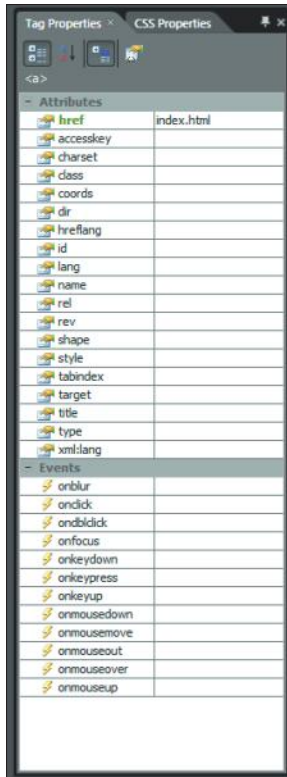 Tag Properties × CSS Properties
<a>
- Attributes
href index.html
accesskey
charset
class
coords
dir
hreflang
id
lang
name
rel
rev
shape
style
tabindex
target
title
type
xml:lang
- Events
onblur
onclick
ondblclick
onfocus
onkeydown
onkeypress
onkeyup
onmousedown
onmousemove
onmouseout
onmouseover
onmouseup